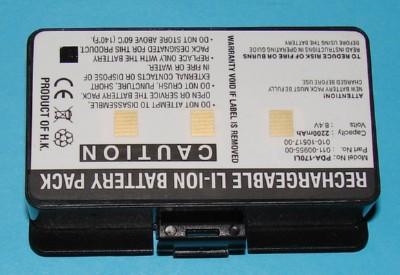 RECHARGEABLE LI-ION BATTERY PACK
PDA-170LI
Part No.: 011-00955-00
010-10517-00
Capacity: 2200mAh
Volts : 8.4V
ATTENTION!
NEW BATTERY PACK MUST BE FULLY
CHARGED BEFORE USE.
TO REDUCE RISK OF FIRE OR BURNS
READ INSTRUCTIONS IN OPERATING GUIDE
BEFORE USING THE
WARRANTY VOID IF LABEL IS REMOVED
CAUTION
• DO NOT ATTEMPT TO DISASSEMBLE,
OPEN OR SERVICE THE BATTERY PACK
• DO NOT CRUSH, PUNCTURE, SHORT
EXTERNAL CONTACTS OR DISPOSE OF
IN WATER OR FIRE
• REPLACE ONLY WITH BATTERY
PACK DESIGNATED FOR THIS PRODUCT
• DO NOT STORE ABOVE 60°C (140°F).
PRODUCT OF H.K.